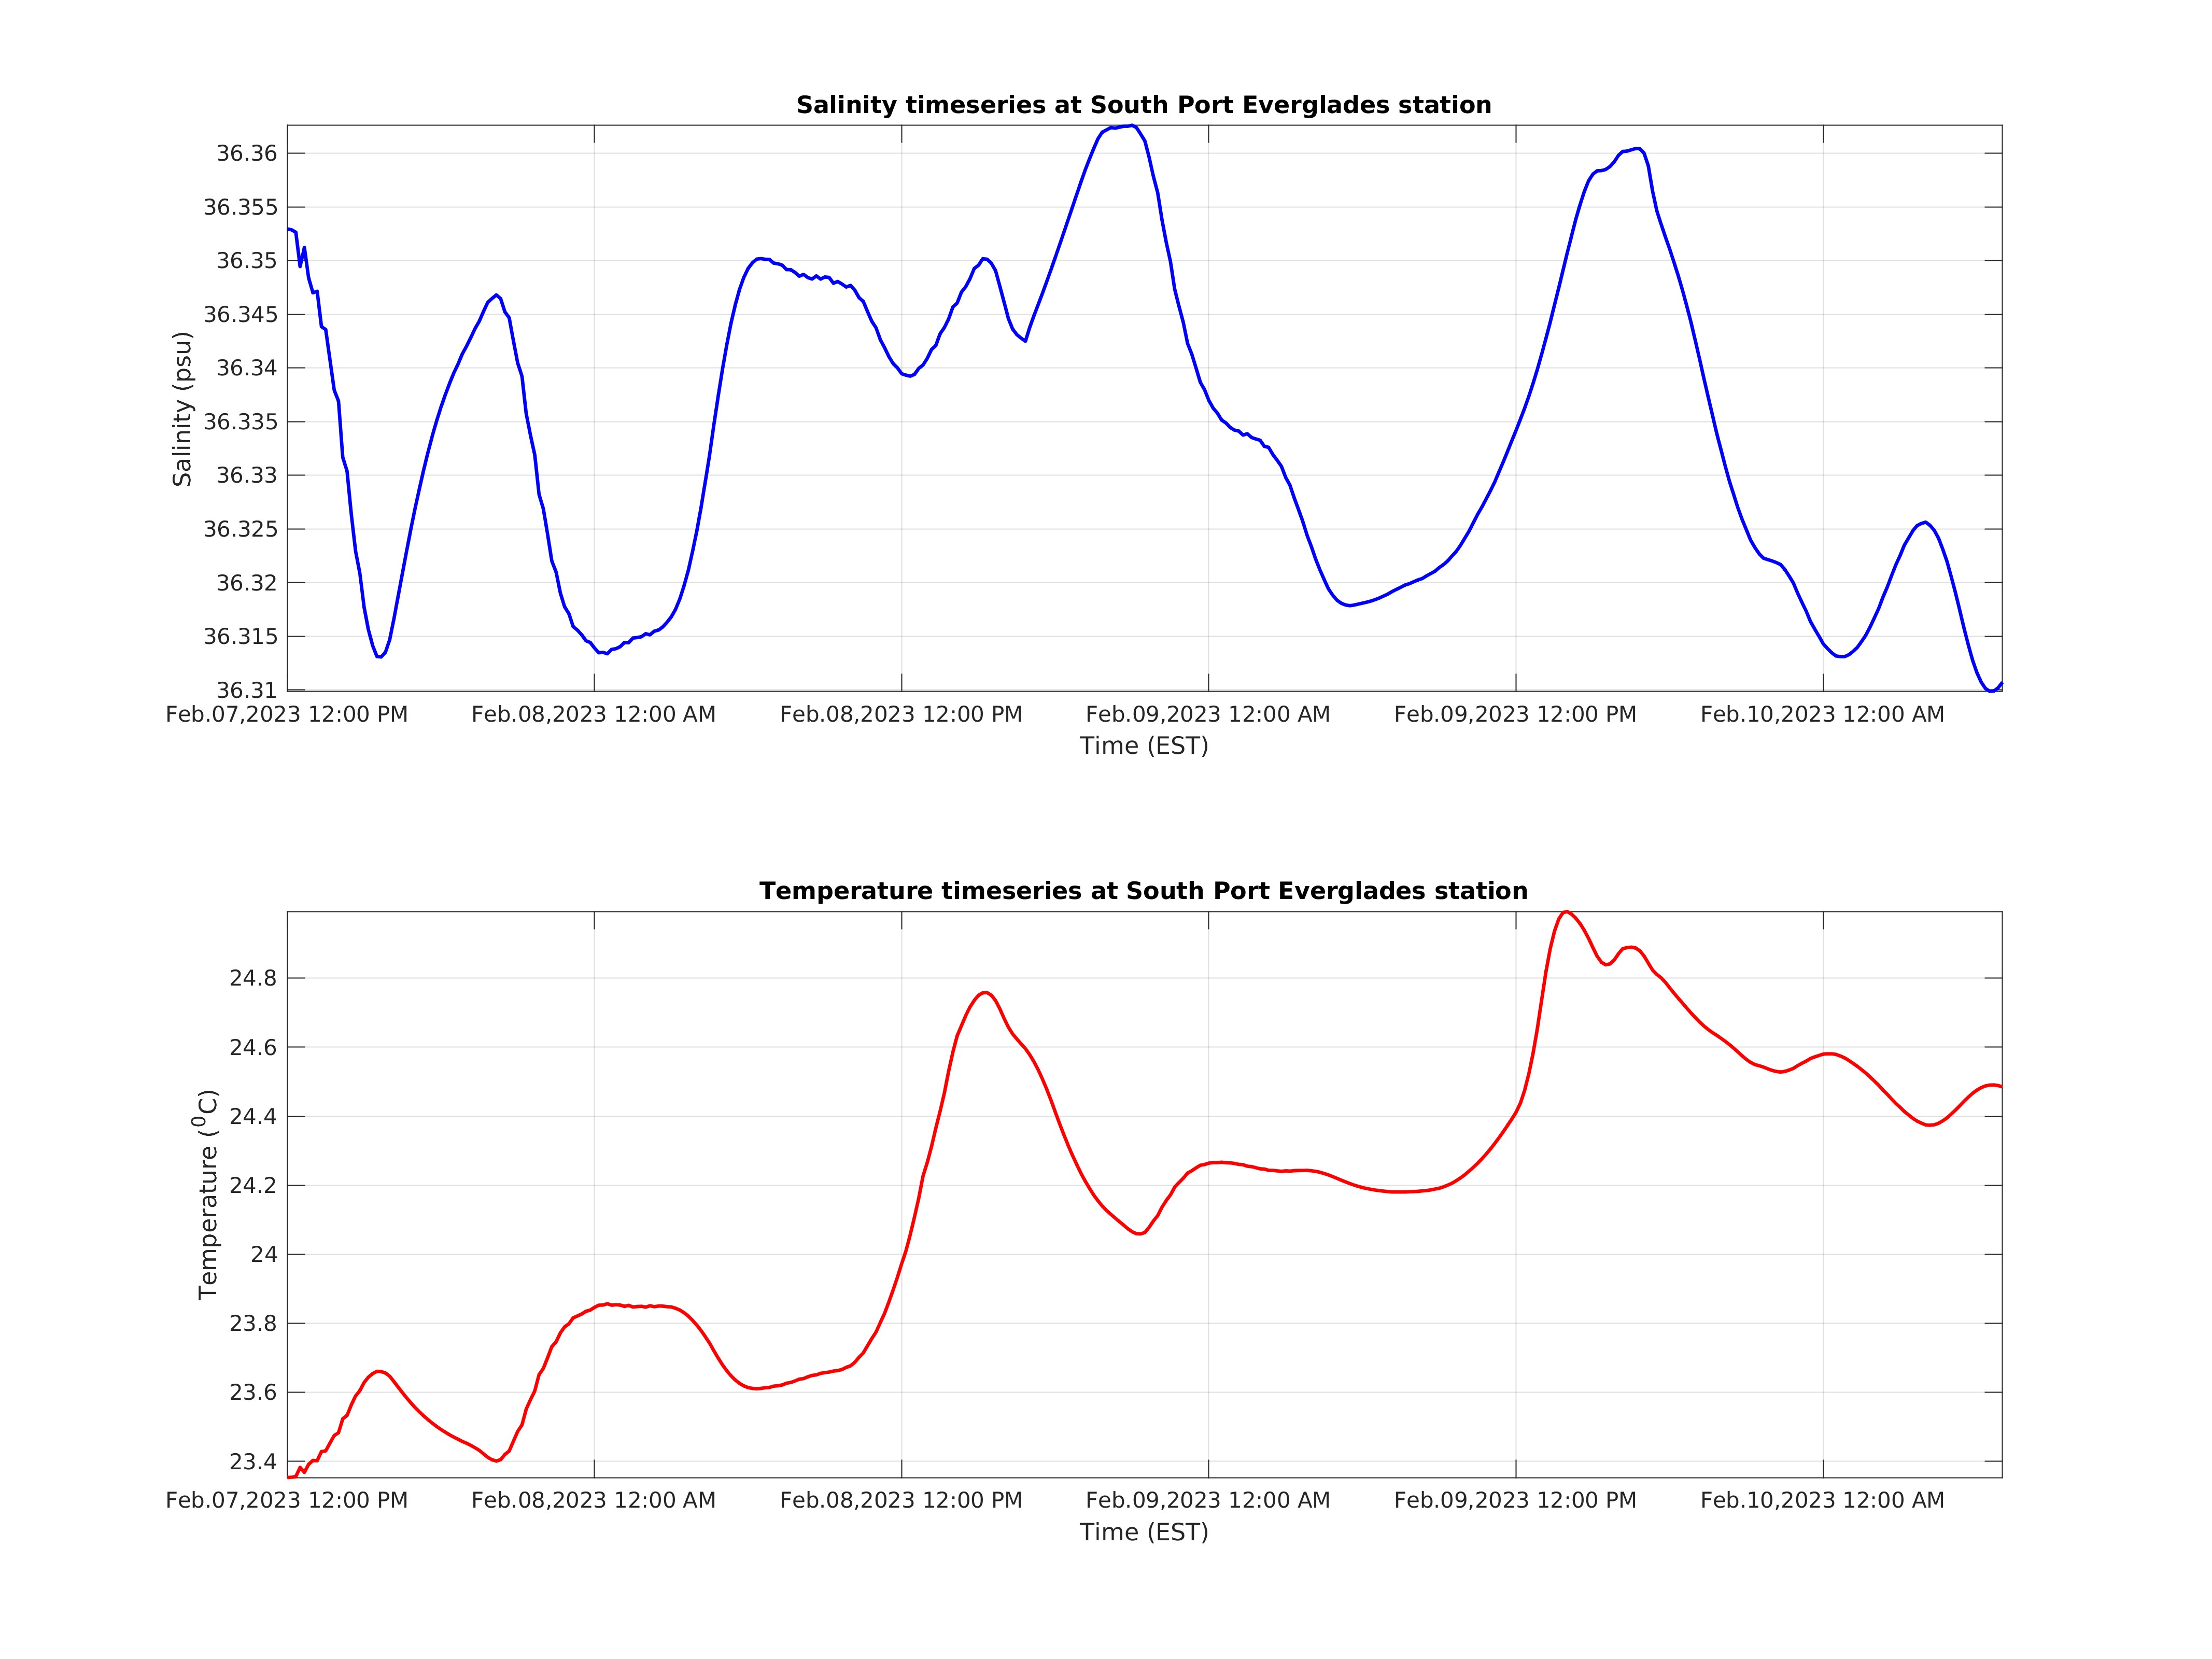 Salinity timeseries at South Port Everglades station
36.36
36.355
36.35
36.345
36.34
36.335
36.33
36.325
36.32
36.315
36.31
Salinity (psu)
Feb.07,2023 12:00 PM Feb.08,2023 12:00 AM Feb.08,2023 12:00 PM Feb.09,2023 12:00 AM Feb.09,2023 12:00 PM Feb.10,2023 12:00 AM
Time (EST)
Temperature timeseries at South Port Everglades station
24.8
24.6
24.4
24.2
24
23.8
23.6
23.4
Temperature (⁰C)
Feb.07,2023 12:00 PM Feb.08,2023 12:00 AM Feb.08,2023 12:00 PM Feb.09,2023 12:00 AM Feb.09,2023 12:00 PM Feb.10,2023 12:00 AM
Time (EST)